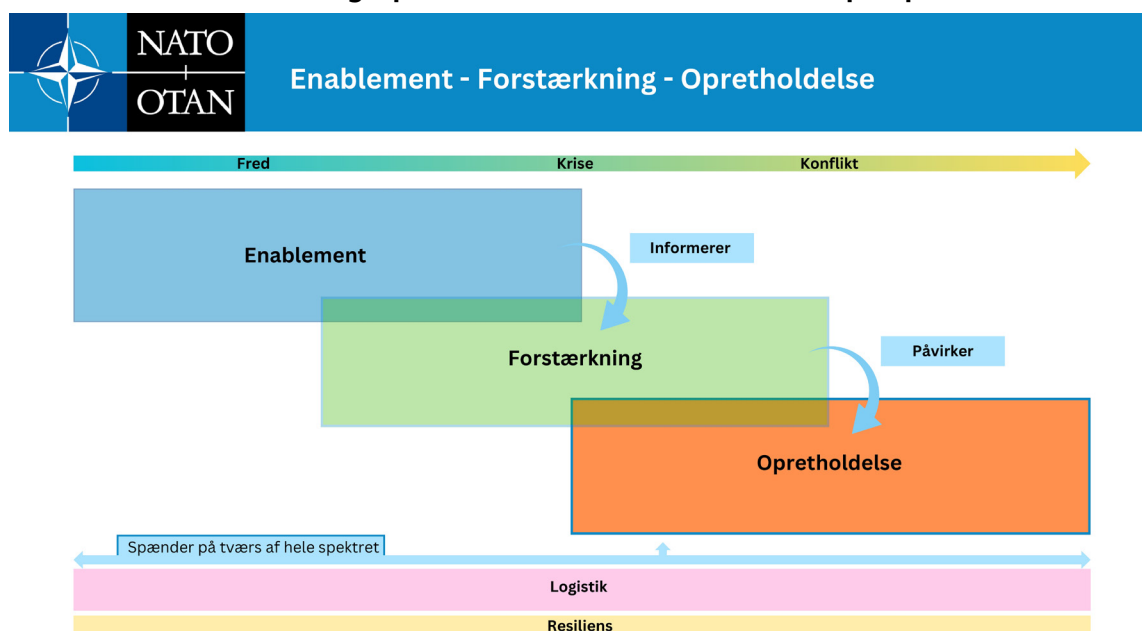 NATO
OTAN
Enablement - Forstærkning - Opretholdelse
Fred
Krise
Konflikt
Enablement
Informerer
Forstærkning
Påvirker
Opretholdelse
Spænder på tværs af hele spektret
Logistik
Resiliens